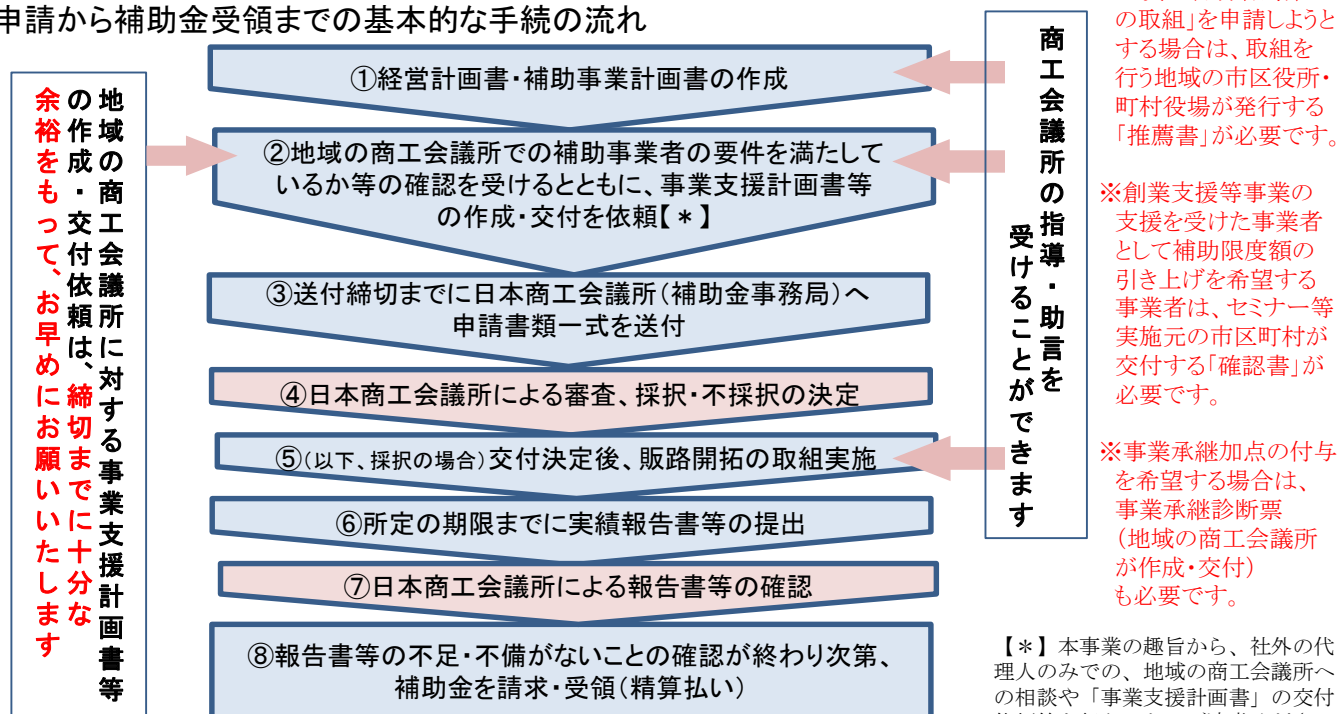 申請から補助金受領までの基本的な手続の流れ
地域の商工会議所に対する事業支援計画書等
の作成・交付依頼は、締切までに十分な
余裕をもって、お早めにお願いいたします
①経営計画書・補助事業計画書の作成
②地域の商工会議所での補助事業者の要件を満たして
いるか等の確認を受けるとともに、事業支援計画書等
の作成・交付を依頼【＊】
③送付締切までに日本商工会議所（補助金事務局）へ
申請書類一式を送付
④日本商工会議所による審査、採択・不採択の決定
⑤（以下、採択の場合）交付決定後、販路開拓の取組実施
⑥所定の期限までに実績報告書等の提出
⑦日本商工会議所による報告書等の確認
⑧報告書等の不足・不備がないことの確認が終わり次第、
補助金を請求・受領（精算払い）
商工会議所の指導・助言を
受けることができます
の取組」を申請しようと
する場合は、取組を
行う地域の市区役所・
町村役場が発行する
「推薦書」が必要です。
※創業支援等事業の
支援を受けた事業者
として補助限度額の
引き上げを希望する
事業者は、セミナー等
実施元の市区町村が
交付する「確認書」が
必要です。
※事業承継加点の付与
を希望する場合は、
事業承継診断票
（地域の商工会議所
が作成・交付）
も必要です。
【＊】本事業の趣旨から、社外の代
理人のみでの、地域の商工会議所へ
の相談や「事業支援計画書」の交付